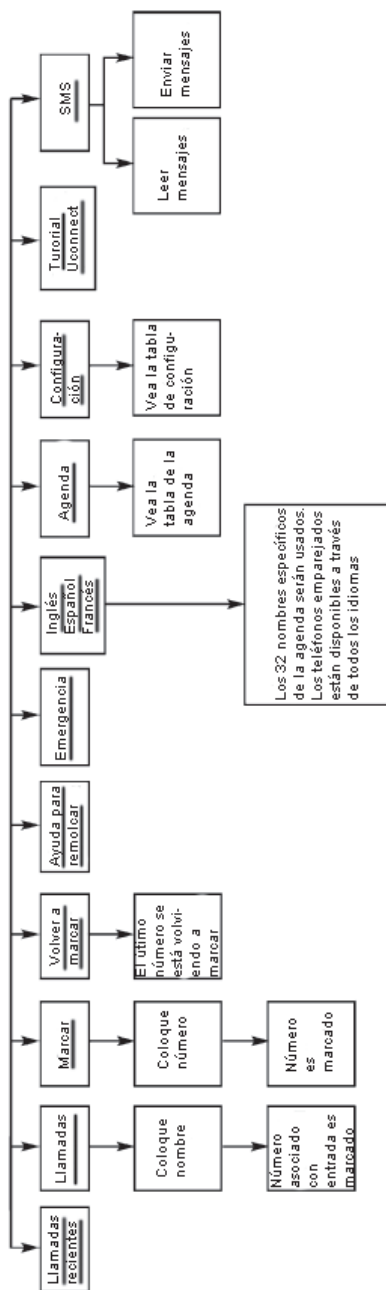 Llamadas
recientes
Llamadas
Coloque
nombre
Número
asociado
con
entrada es
marcado
Marcar
Coloque
número
Número
es
marcado
Volver a
marcar
El útimo
número se
está volvi-
endo a
marcar
Ayuda para
remolcar
Emergencia
Inglés
Español
Francés
Los 32 nombres específicos
de la agenda serán usados.
Los teléfonos emparejados
están disponibles a través
de todos los idiomas
Agenda
Vea la
tabla de la
agenda
Configura-
ción
Vea la tabla
de configu-
ración
Turorial
Uconnect
SMS
Leer
mensajes
Enviar
mensajes